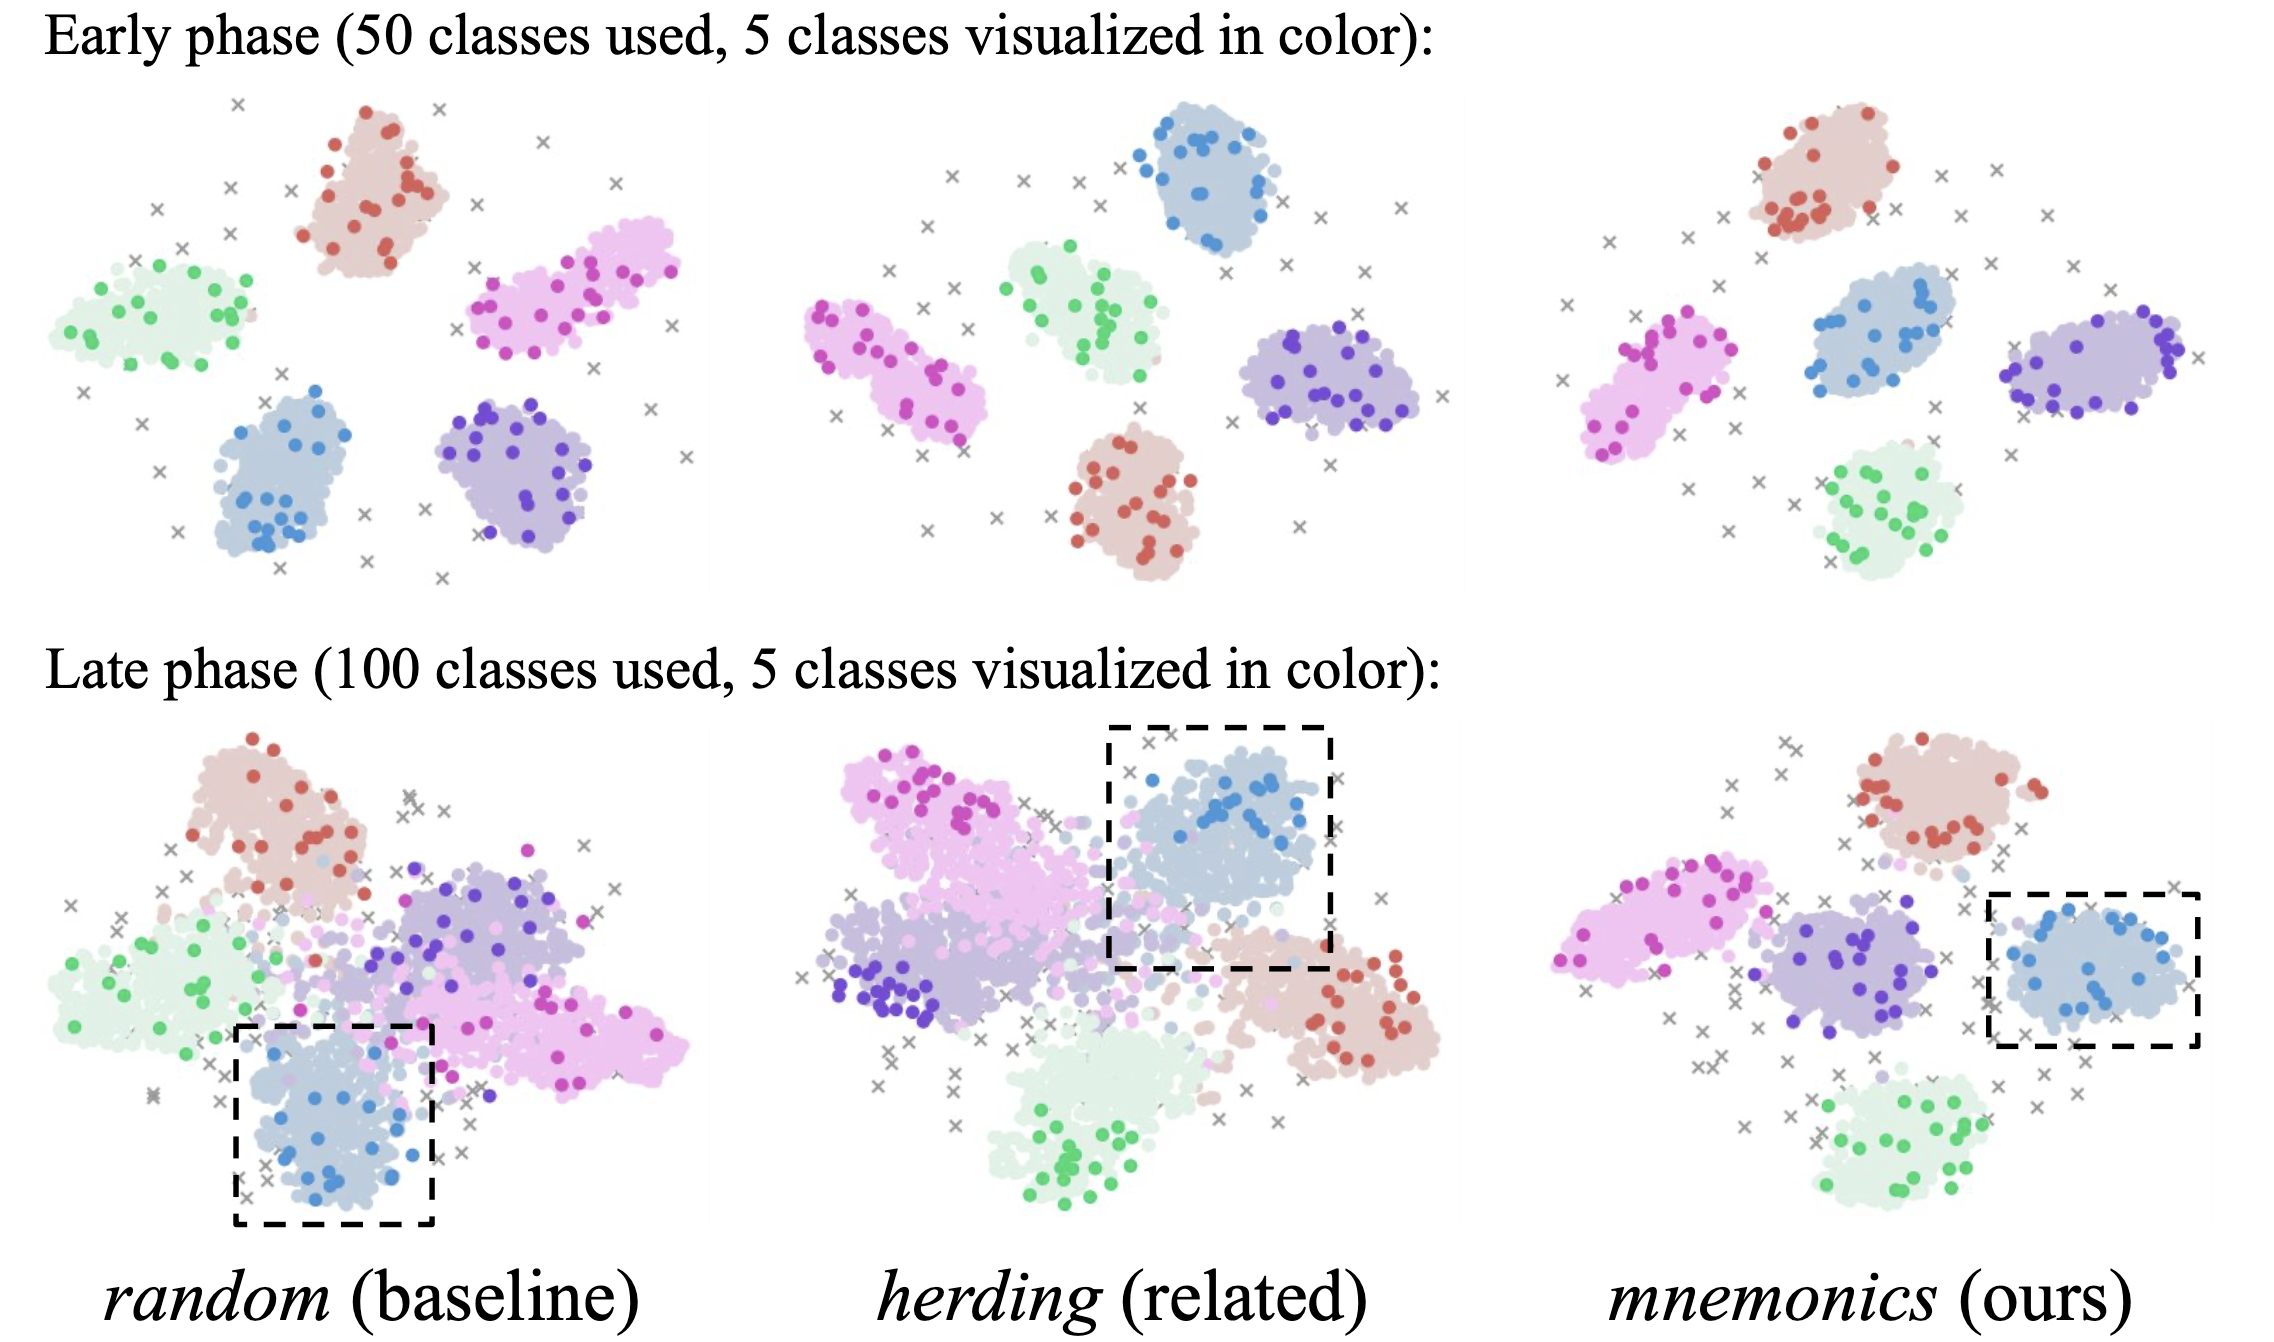 Early phase (50 classes used, 5 classes visualized in color):
Late phase (100 classes used, 5 classes visualized in color):
random (baseline)
herding (related)
mnemonics (ours)